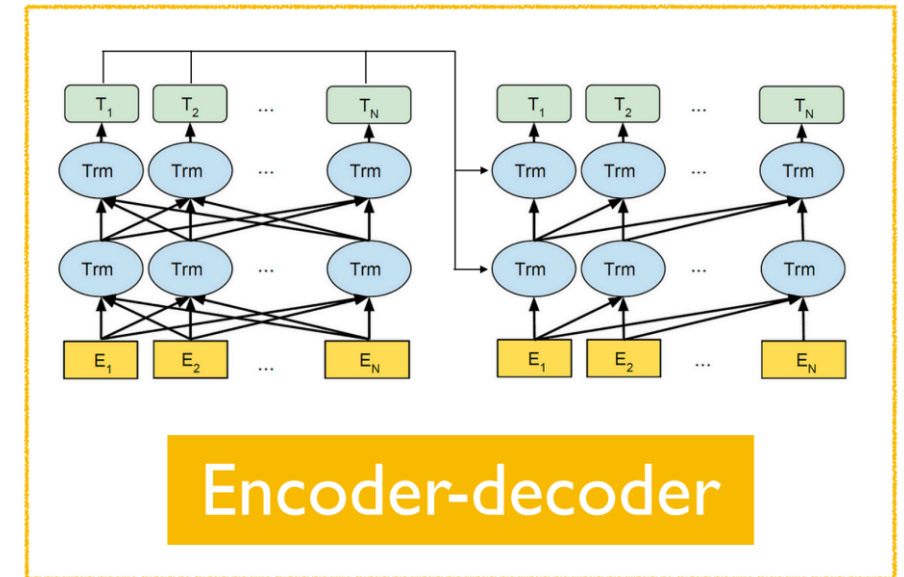 T1 T2 ... TN T1 T2 ... TN
Trm Trm ... Trm Trm Trm ... Trm
Trm Trm ... Trm Trm Trm ... Trm
E1 E2 ... EN E1 E2 ... EN
Encoder-decoder